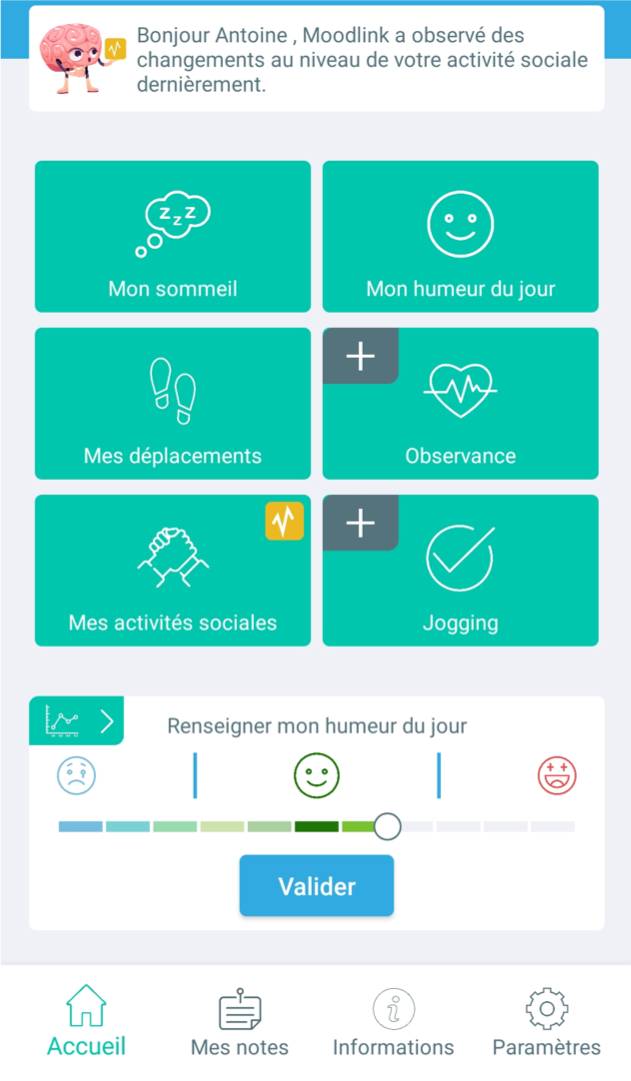 Bonjour Antoine , Moodlink a observé des
changements au niveau de votre activité sociale
dernièrement.
z z z
Mon sommeil
Mon humeur du jour
Mes déplacements
Observance
Mes activités sociales
Jogging
Renseigner mon humeur du jour
Valider
Accueil
Mes notes
Informations
Paramètres